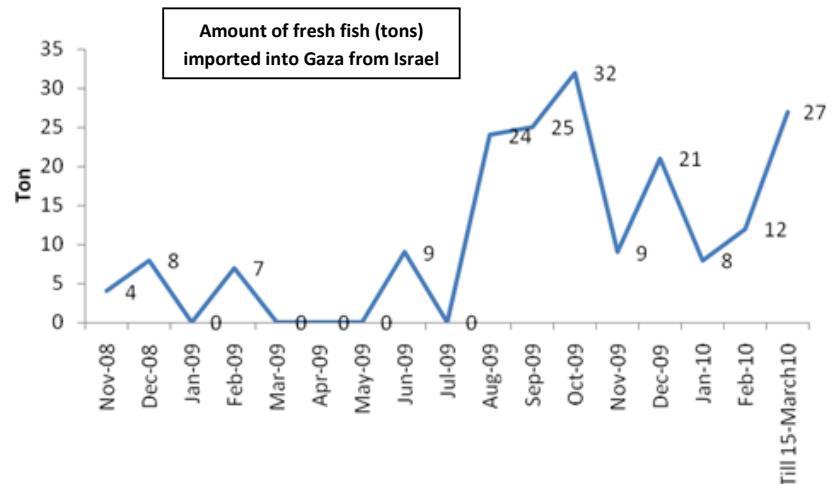 Amount of fresh fish (tons)
imported into Gaza from Israel
35
30
25
20
15
10
5
0
Ton
4
8
0
7
0
0
0
9
0
24
25
32
9
21
8
12
27
Nov-08
Dec-08
Jan-09
Feb-09
Mar-09
Apr-09
May-09
Jun-09
Jul-09
Aug-09
Sep-09
Oct-09
Nov-09
Dec-09
Jan-10
Feb-10
Till 15-March10